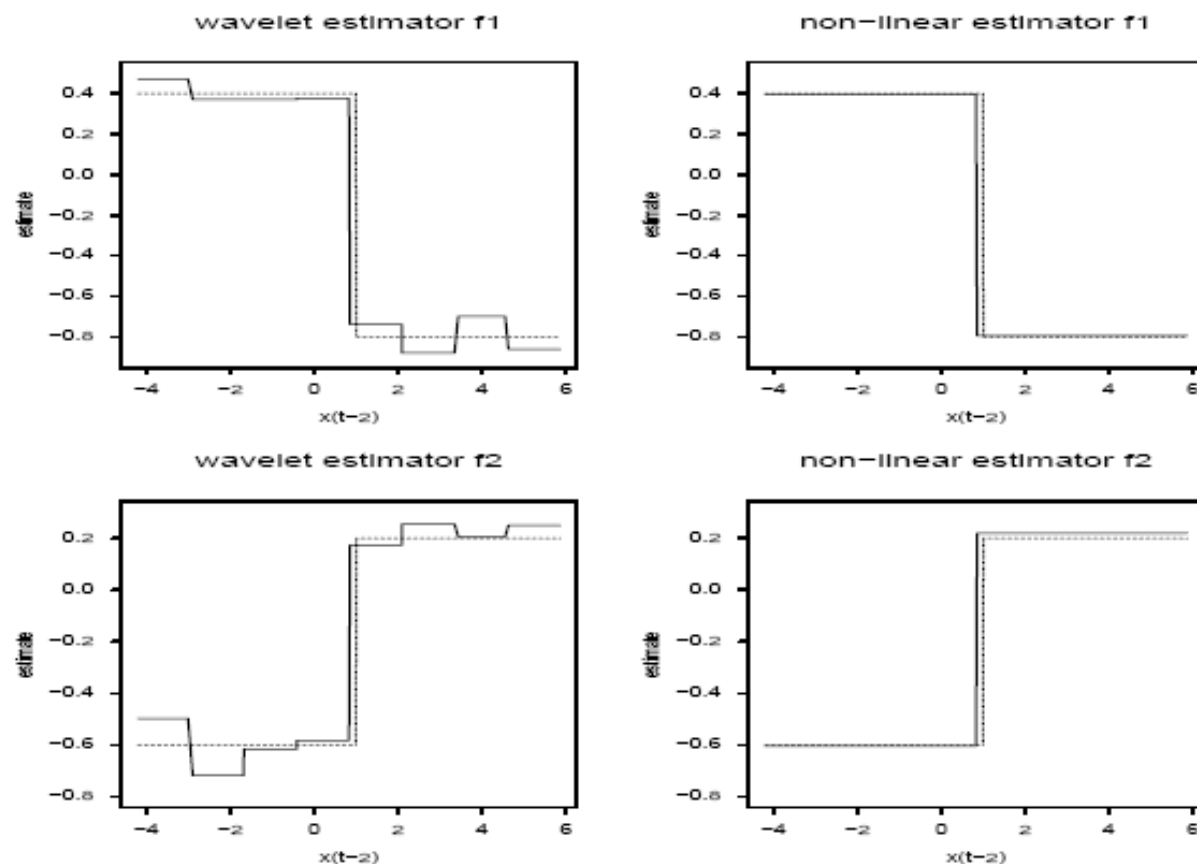 wavelet estimator f1
estimate
0.4
0.2
0.0
−0.2
−0.4
−0.6
−0.8
−4 −2 0 2 4 6
x(t−2)
non−linear estimator f1
estimate
0.4
0.2
0.0
−0.2
−0.4
−0.6
−0.8
−4 −2 0 2 4 6
x(t−2)
wavelet estimator f2
estimate
0.2
0.0
−0.2
−0.4
−0.6
−0.8
−4 −2 0 2 4 6
x(t−2)
non−linear estimator f2
estimate
0.2
0.0
−0.2
−0.4
−0.6
−0.8
−4 −2 0 2 4 6
x(t−2)